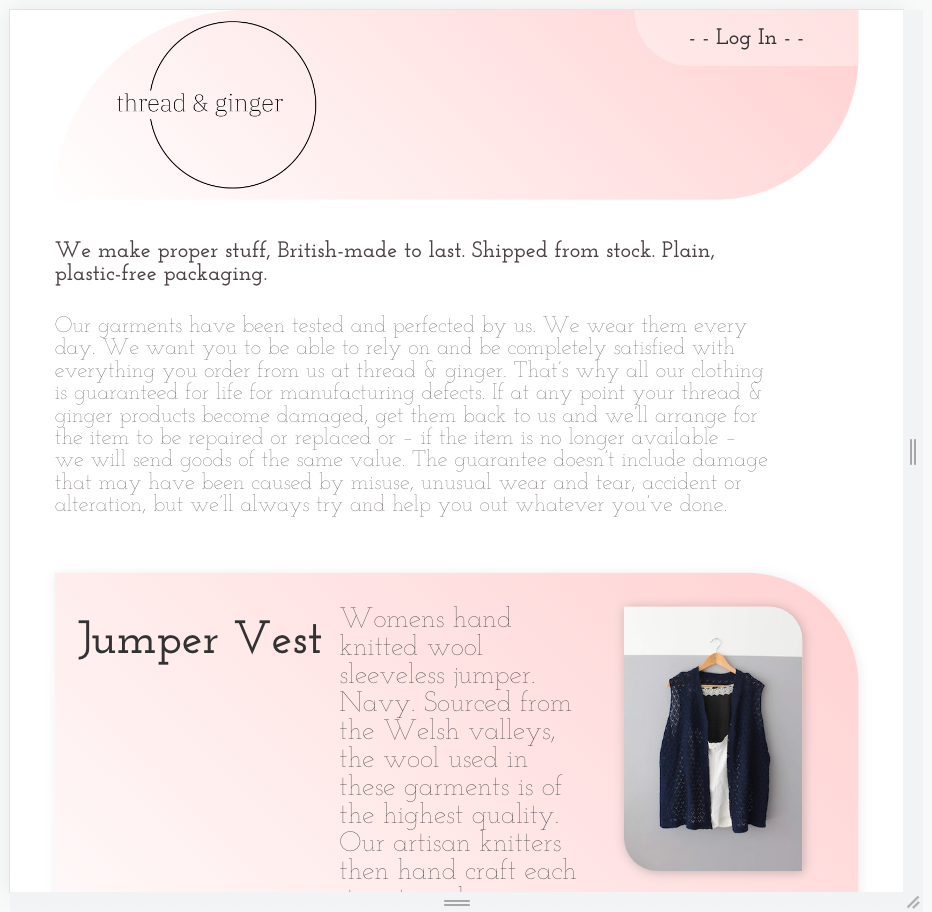 - - Log In - -
thread & ginger
We make proper stuff, British-made to last. Shipped from stock. Plain,
plastic-free packaging.
Our garments have been tested and perfected by us. We wear them every
day. We want you to be able to rely on and be completely satisfied with
everything you order from us at thread & ginger. That's why all our clothing
is guaranteed for life for manufacturing defects. If at any point your thread &
ginger products become damaged, get them back to us and we'll arrange for
the item to be repaired or replaced or – if the item is no longer available –
we will send goods of the same value. The guarantee doesn't include damage
that may have been caused by misuse, unusual wear and tear, accident or
alteration, but we'll always try and help you out whatever you've done.
Jumper Vest
Womens hand
knitted wool
sleeveless jumper.
Navy. Sourced from
the Welsh valleys,
the wool used in
these garments is of
the highest quality.
Our artisan knitters
then hand craft each